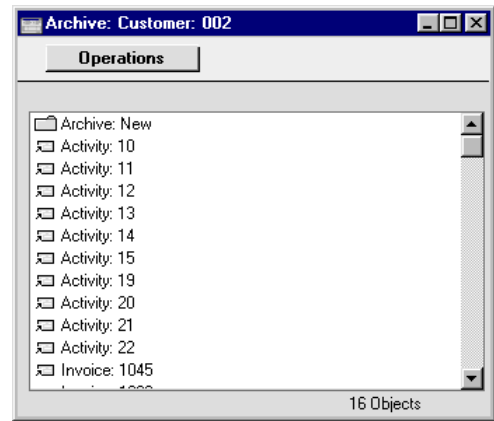 Archive: Customer: 002
Operations
Archive: New
Activity: 10
Activity: 11
Activity: 12
Activity: 13
Activity: 14
Activity: 15
Activity: 19
Activity: 20
Activity: 21
Activity: 22
Invoice: 1045
16 Objects